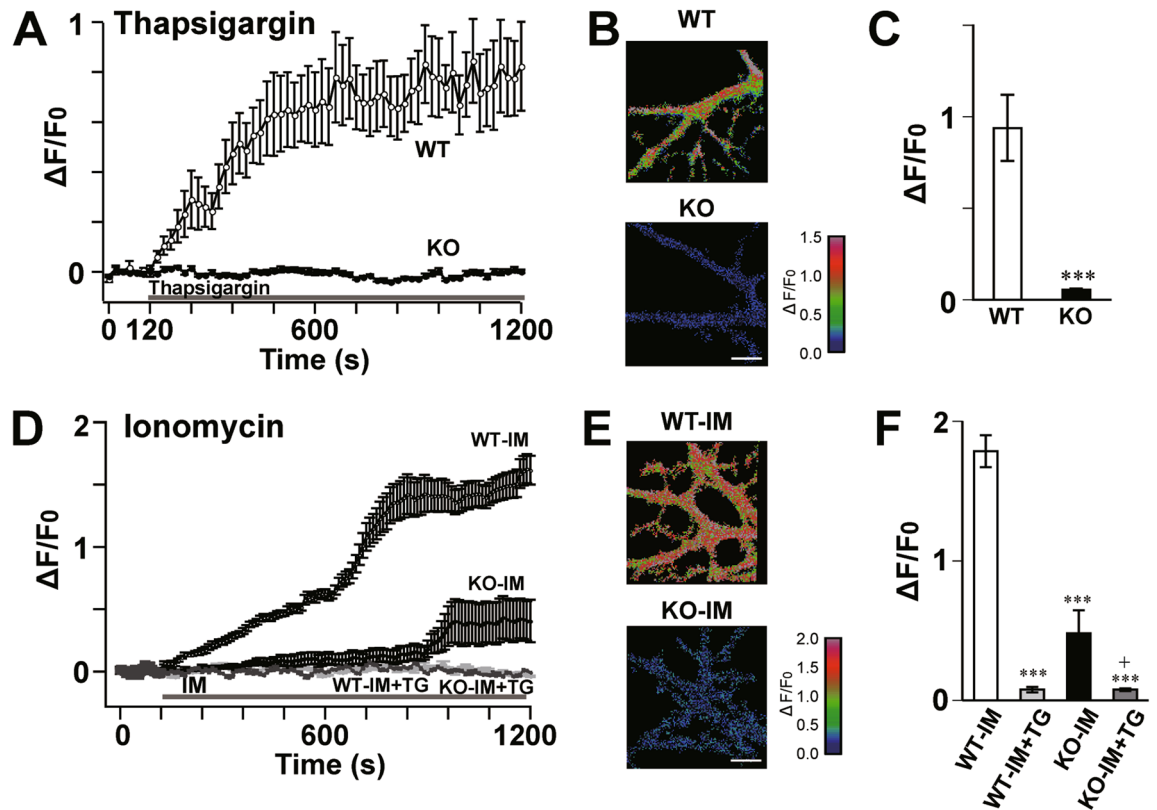 A
Thapsigargin
1
0
ΔF/F0
WT
KO
Thapsigargin
0 120 600 1200
Time (s)
B
WT
KO
1.5
1.0
0.5
0.0
Δ F/F0
C
1
0
ΔF/F0
***
WT KO
D
Ionomycin
2
1
0
ΔF/F0
WT-IM
KO-IM
IM
WT-IM+TG
KO-IM+TG
0 600 1200
Time (s)
E
WT-IM
KO-IM
2.0
1.5
1.0
0.5
0.0
Δ F/F0
F
2
1
0
ΔF/F0
***
***
+
***
WT-IM
WT-IM+TG
KO-IM
KO-IM+TG